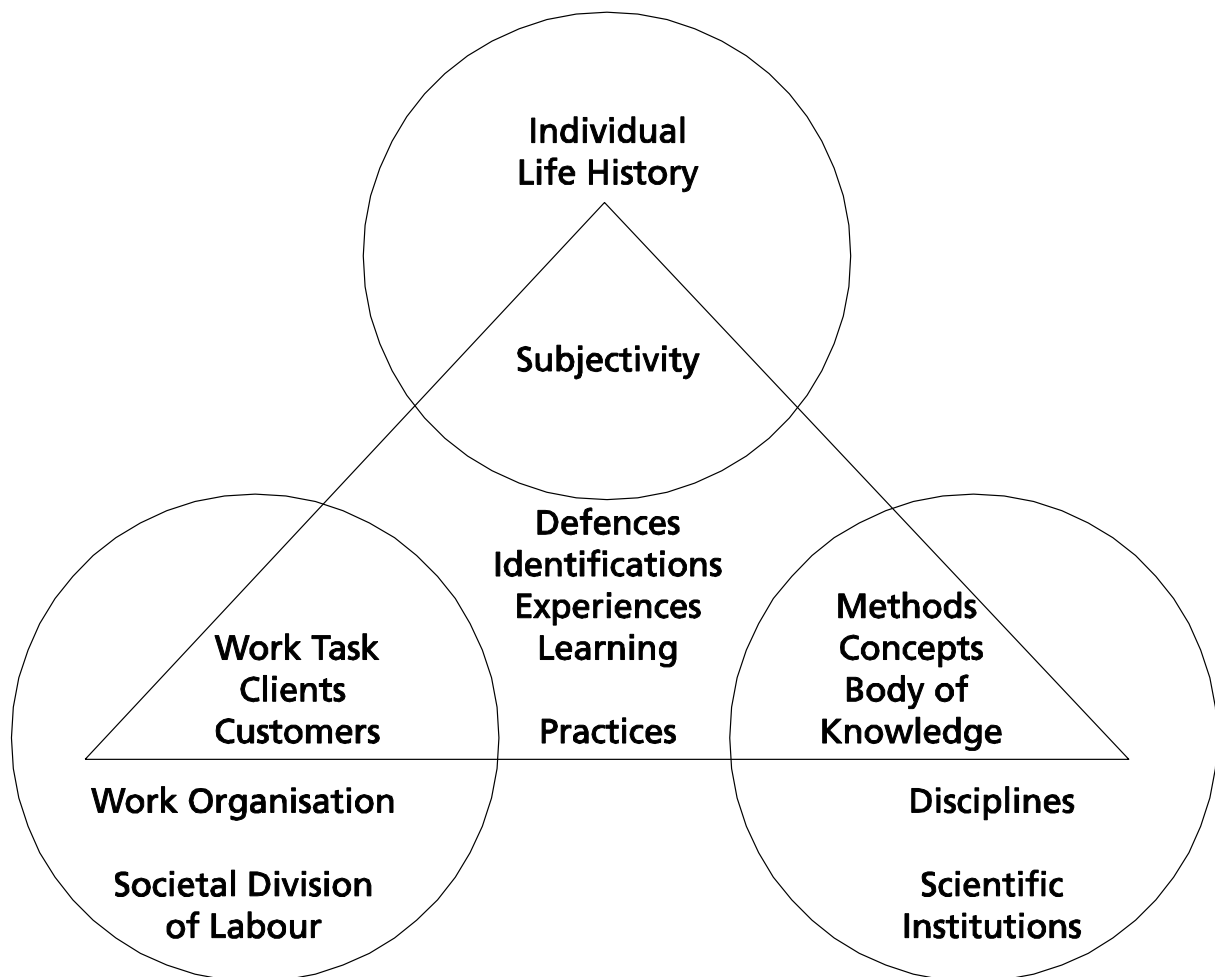 Individual
Life History
Subjectivity
Defences
Identifications
Experiences
Learning
Practices
Work Task
Clients
Customers
Work Organisation
Societal Division
of Labour
Methods
Concepts
Body of
Knowledge
Disciplines
Scientific
Institutions